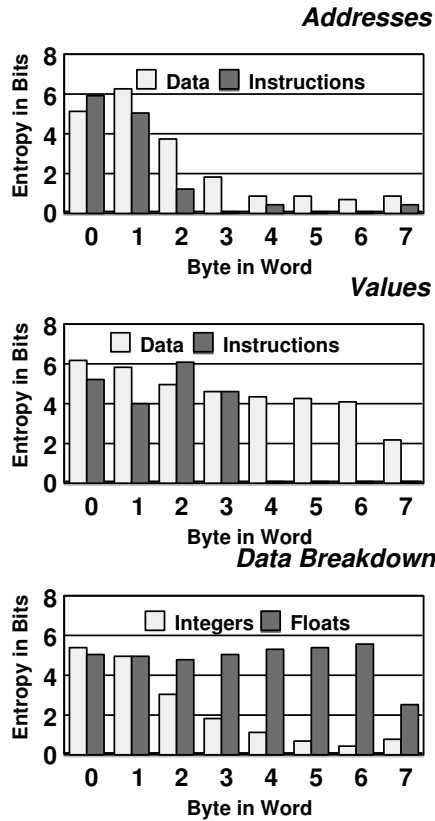 Addresses
8
Data Instructions
6
4
2
0
Entropy in Bits
0 1 2 3 4 5 6 7
Byte in Word
Values
8
Data Instructions
6
4
2
0
Entropy in Bits
0 1 2 3 4 5 6 7
Byte in Word
Data Breakdown
8
Integers Floats
6
4
2
0
Entropy in Bits
0 1 2 3 4 5 6 7
Byte in Word